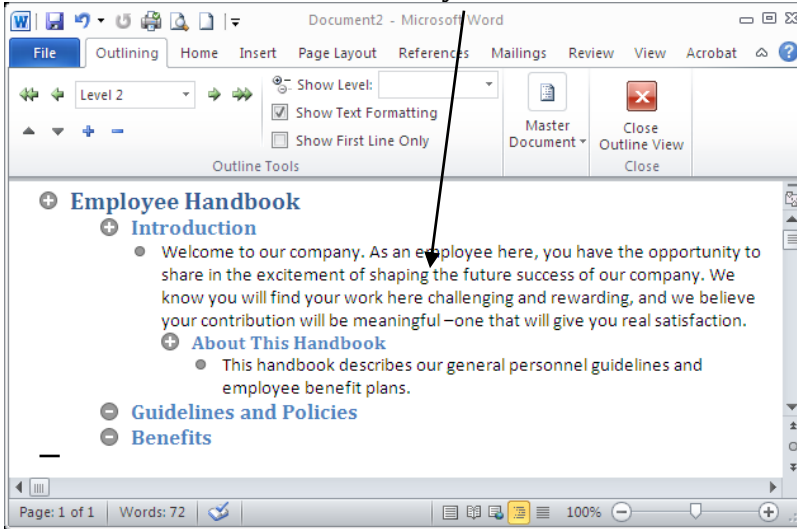 Document2 - Microsoft Word
File Outlining Home Insert Page Layout References Mailings Review View Acrobat
Level 2
Show Level:
Show Text Formatting
Show First Line Only
Master Document
Close Outline View
Outline Tools
Close
Employee Handbook
Introduction
Welcome to our company. As an employee here, you have the opportunity to
share in the excitement of shaping the future success of our company. We
know you will find your work here challenging and rewarding, and we believe
your contribution will be meaningful –one that will give you real satisfaction.
About This Handbook
This handbook describes our general personnel guidelines and
employee benefit plans.
Guidelines and Policies
Benefits
Page: 1 of 1 Words: 72 100%